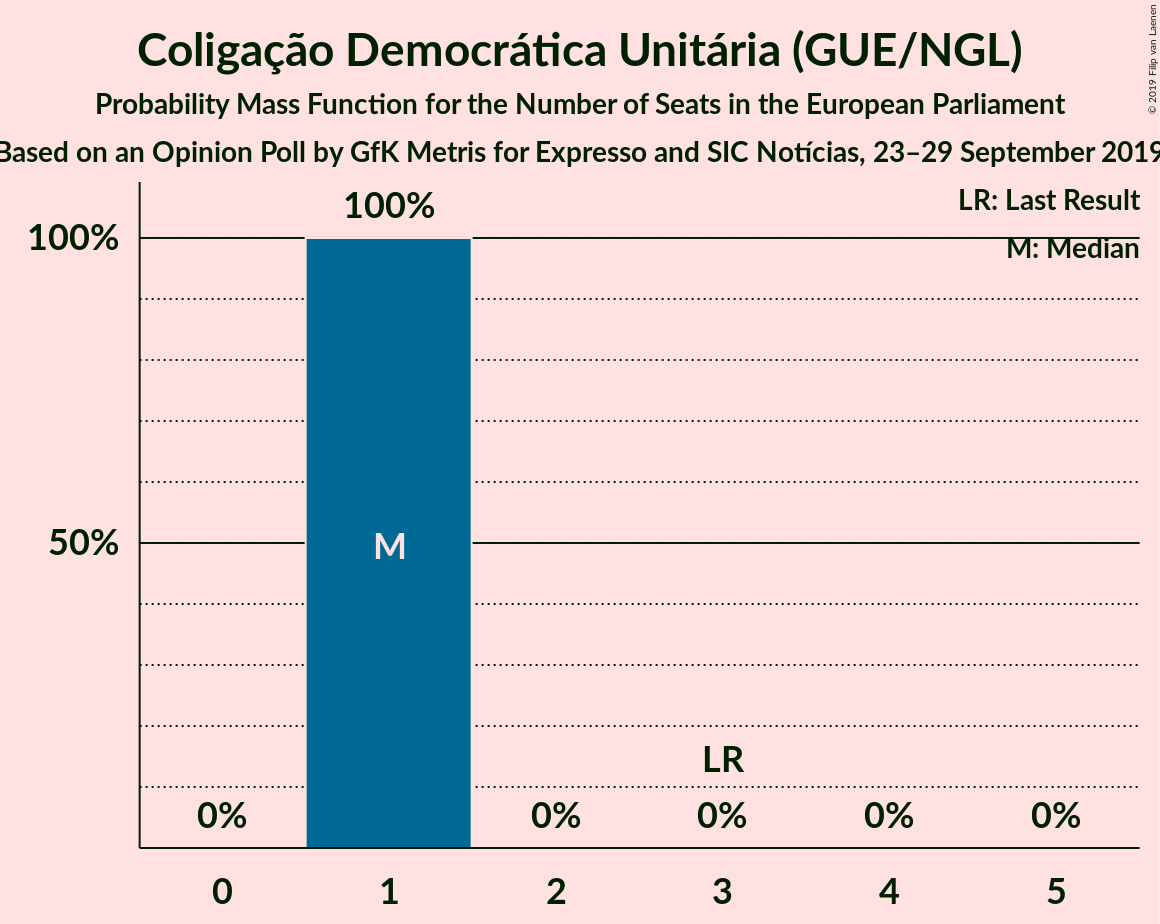 Coligação Democrática Unitária (GUE/NGL)
Probability Mass Function for the Number of Seats in the European Parliament
Based on an Opinion Poll by GfK Metris for Expresso and SIC Notícias, 23–29 September 2019
© 2019 Filip van Laenen
LR: Last Result
M: Median
100%
100%
50%
M
LR
0%
0%
0%
0%
0%
0 1 2 3 4 5